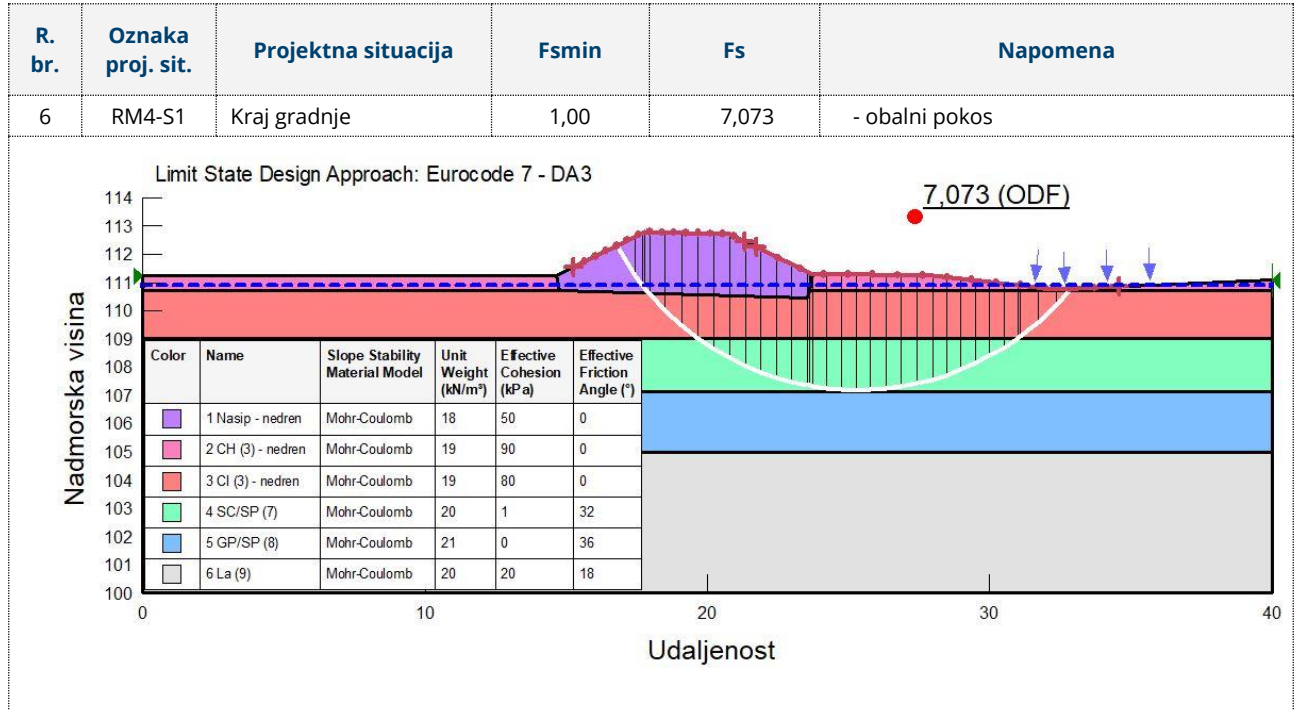 R. br. Oznaka proj. sit. Projektna situacija Fsmin Fs Napomena
6 RM4-S1 Kraj gradnje 1,00 7,073 - obalni pokos
Limit State Design Approach: Eurocode 7 - DA3
7,073 (ODF)
Nadmorska visina
114
113
112
111
110
109
108
107
106
105
104
103
102
101
100
Color Name Slope Stability Material Model Unit Weight (kN/m³) Effective Cohesion (kPa) Effective Friction Angle (°)
1 Nasip - nedren Mohr-Coulomb 18 50 0
2 CH (3) - nedren Mohr-Coulomb 19 90 0
3 CI (3) - nedren Mohr-Coulomb 19 80 0
4 SC/SP (7) Mohr-Coulomb 20 1 32
5 GP/SP (8) Mohr-Coulomb 21 0 36
6 La (9) Mohr-Coulomb 20 20 18
0 10 20 30 40
Udaljenost